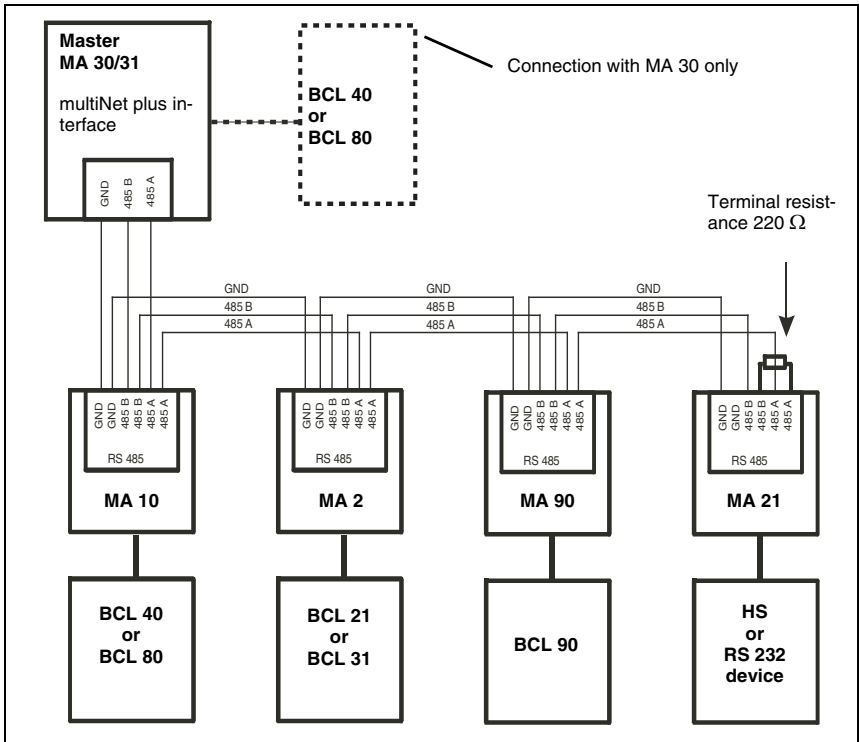 Master
MA 30/31
multiNet plus in-
terface
GND
485 B
485 A
BCL 40
or
BCL 80
Connection with MA 30 only
Terminal resist-
ance 220 Ω
GND
485 B
485 A
GND
485 B
485 A
GND
485 B
485 A
GND
GND
485 B
485 B
485 A
485 A
RS 485
MA 10
GND
GND
485 B
485 B
485 A
485 A
RS 485
MA 2
GND
GND
485 B
485 B
485 A
485 A
RS 485
MA 90
GND
GND
485 B
485 B
485 A
485 A
RS 485
MA 21
BCL 40
or
BCL 80
BCL 21
or
BCL 31
BCL 90
HS
or
RS 232
device